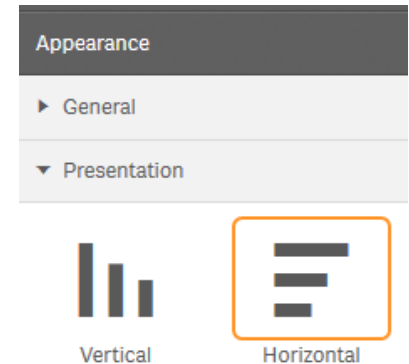 Appearance
General
Presentation
Vertical
Horizontal